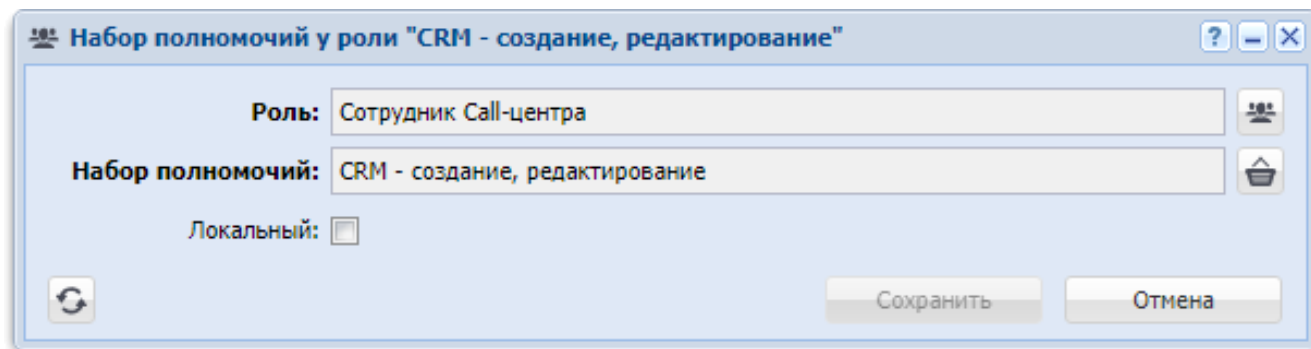 Набор полномочий у роли "CRM - создание, редактирование"
Роль: Сотрудник Call-центра
Набор полномочий: CRM - создание, редактирование
Локальный:
Сохранить Отмена